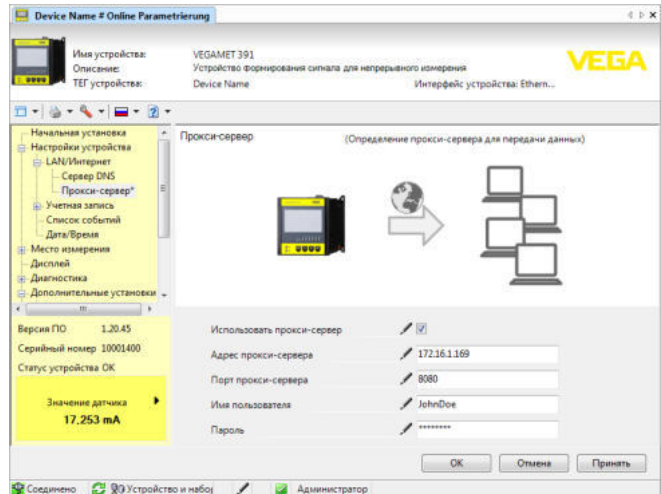 Device Name # Online Parametrierung
Имя устройства: VEGAMET 391
Описание: Устройство формирования сигнала для непрерывного измерения
ТЕГ устройства: Device Name Интерфейс устройства: Ethern...
VEGA
Начальная установка
Настройки устройства
LAN/Интернет
Сервер DNS
Прокси-сервер*
Учетная запись
Список событий
Дата/Время
Место измерения
Дисплей
Диагностика
Дополнительные установки
Прокси-сервер (Определение прокси-сервера для передачи данных)
Версия ПО 1.20.45
Серийный номер 10001400
Статус устройства OK
Значение датчика
17,253 mA
Использовать прокси-сервер
Адрес прокси-сервера 172.16.1.169
Порт прокси-сервера 8080
Имя пользователя JohnDoe
Пароль ********
OK Отмена Принять
Соединено Устройство и набор Администратор